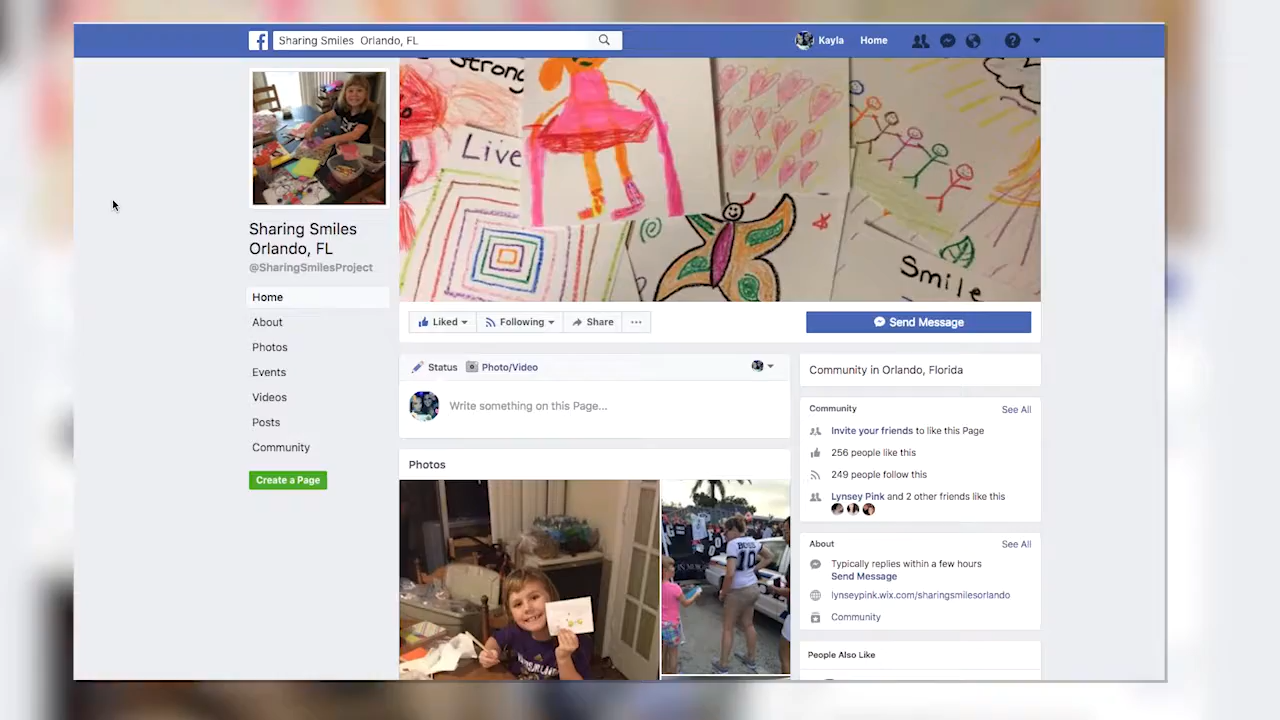 Sharing Smiles Orlando, FL
Kayla
Home
Strong
Live
Smile
Sharing Smiles
Orlando, FL
@SharingSmilesProject
Home
About
Photos
Events
Videos
Posts
Community
Create a Page
Liked
Following
Share
Send Message
Status
Photo/Video
Write something on this Page...
Photos
BOSS
10
Community in Orlando, Florida
Community
See All
Invite your friends to like this Page
256 people like this
249 people follow this
Lynsey Pink and 2 other friends like this
About
See All
Typically replies within a few hours
Send Message
lynseypink.wix.com/sharingsmilesorlando
Community
People Also Like